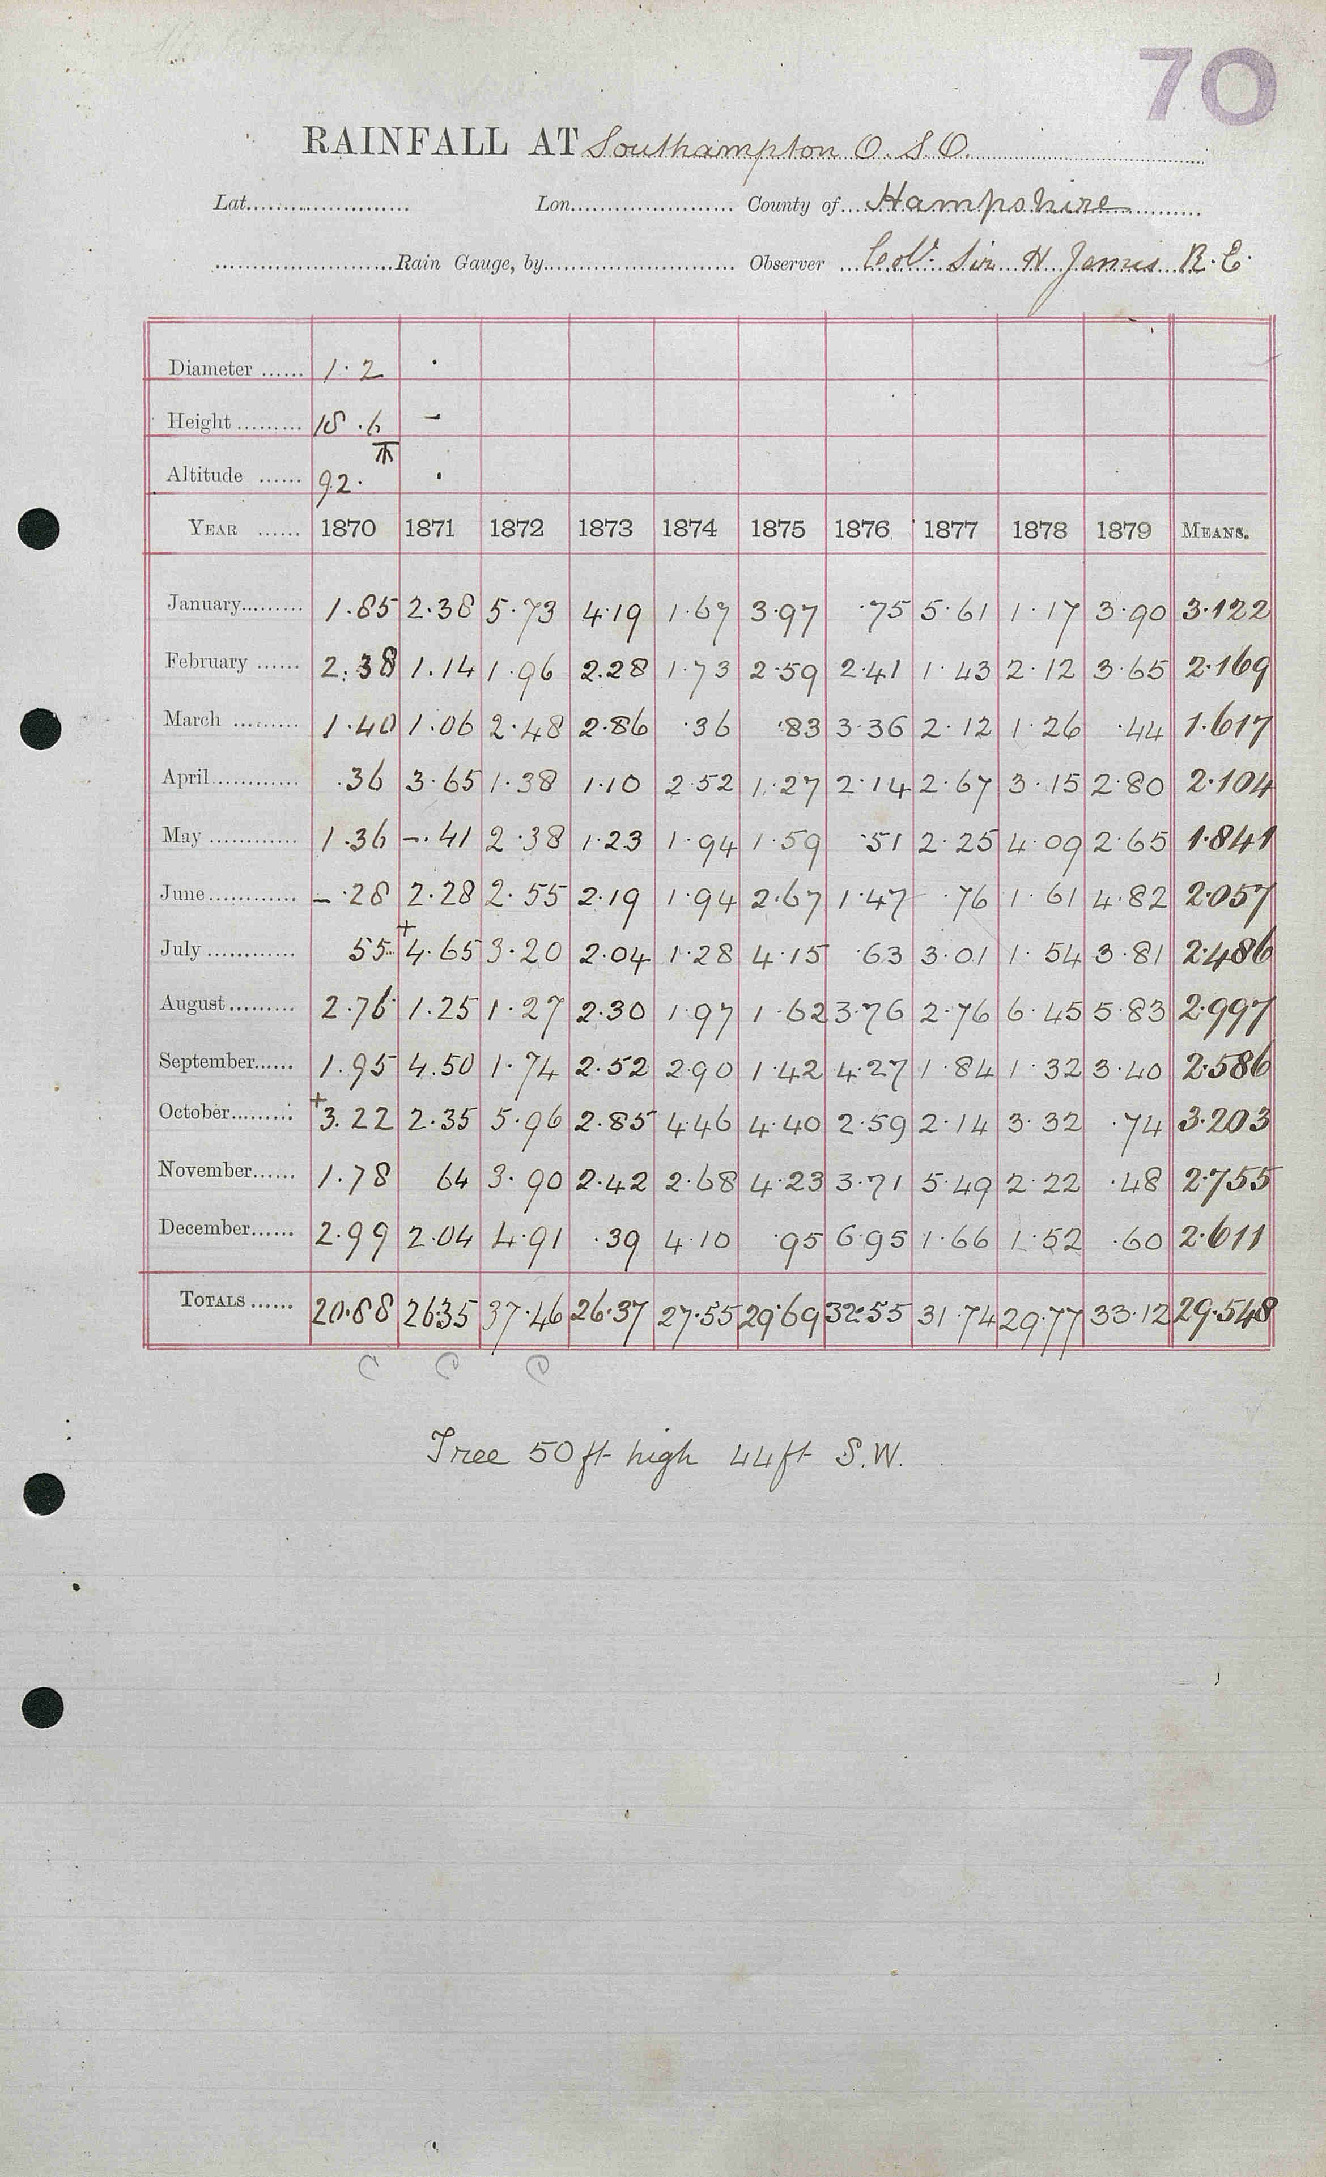 70
RAINFALL AT Southampton O. S. O.
Lat. Lon. County of Hampshire
Rain Gauge, by Observer Col. Sir H James R. E.
Diameter 1.2 .
Height 18.6 -
Altitude 92. .
YEAR 1870 1871 1872 1873 1874 1875 1876 1877 1878 1879 MEANS.
January 1.85 2.38 5.73 4.19 1.67 3.97 .75 5.61 1.17 3.90 3.122
February 2.38 1.14 1.96 2.28 1.73 2.59 2.41 1.43 2.12 3.65 2.169
March 1.40 1.06 2.48 2.86 .36 .83 3.36 2.12 1.26 .44 1.617
April .36 3.65 1.38 1.10 2.52 1.27 2.14 2.67 3.15 2.80 2.104
May 1.36 -.41 2.38 1.23 1.94 1.59 .51 2.25 4.09 2.65 1.841
June -.28 2.28 2.55 2.19 1.94 2.67 1.47 .76 1.61 4.82 2.057
July 55 +4.65 3.20 2.04 1.28 4.15 .63 3.01 1.54 3.81 2.486
August 2.76 1.25 1.27 2.30 1.97 1.62 3.76 2.76 6.45 5.83 2.997
September 1.95 4.50 1.74 2.52 2.90 1.42 4.27 1.84 1.32 3.40 2.586
October +3.22 2.35 5.96 2.85 4.46 4.40 2.59 2.14 3.32 .74 3.203
November 1.78 64 3.90 2.42 2.68 4.23 3.71 5.49 2.22 .48 2.755
December 2.99 2.04 4.91 .39 4.10 .95 6.95 1.66 1.52 .60 2.611
TOTALS 20.88 26.35 37.46 26.37 27.55 29.69 32.55 31.74 29.77 33.12 29.548
C C C
Tree 50 ft high 44 ft S.W.